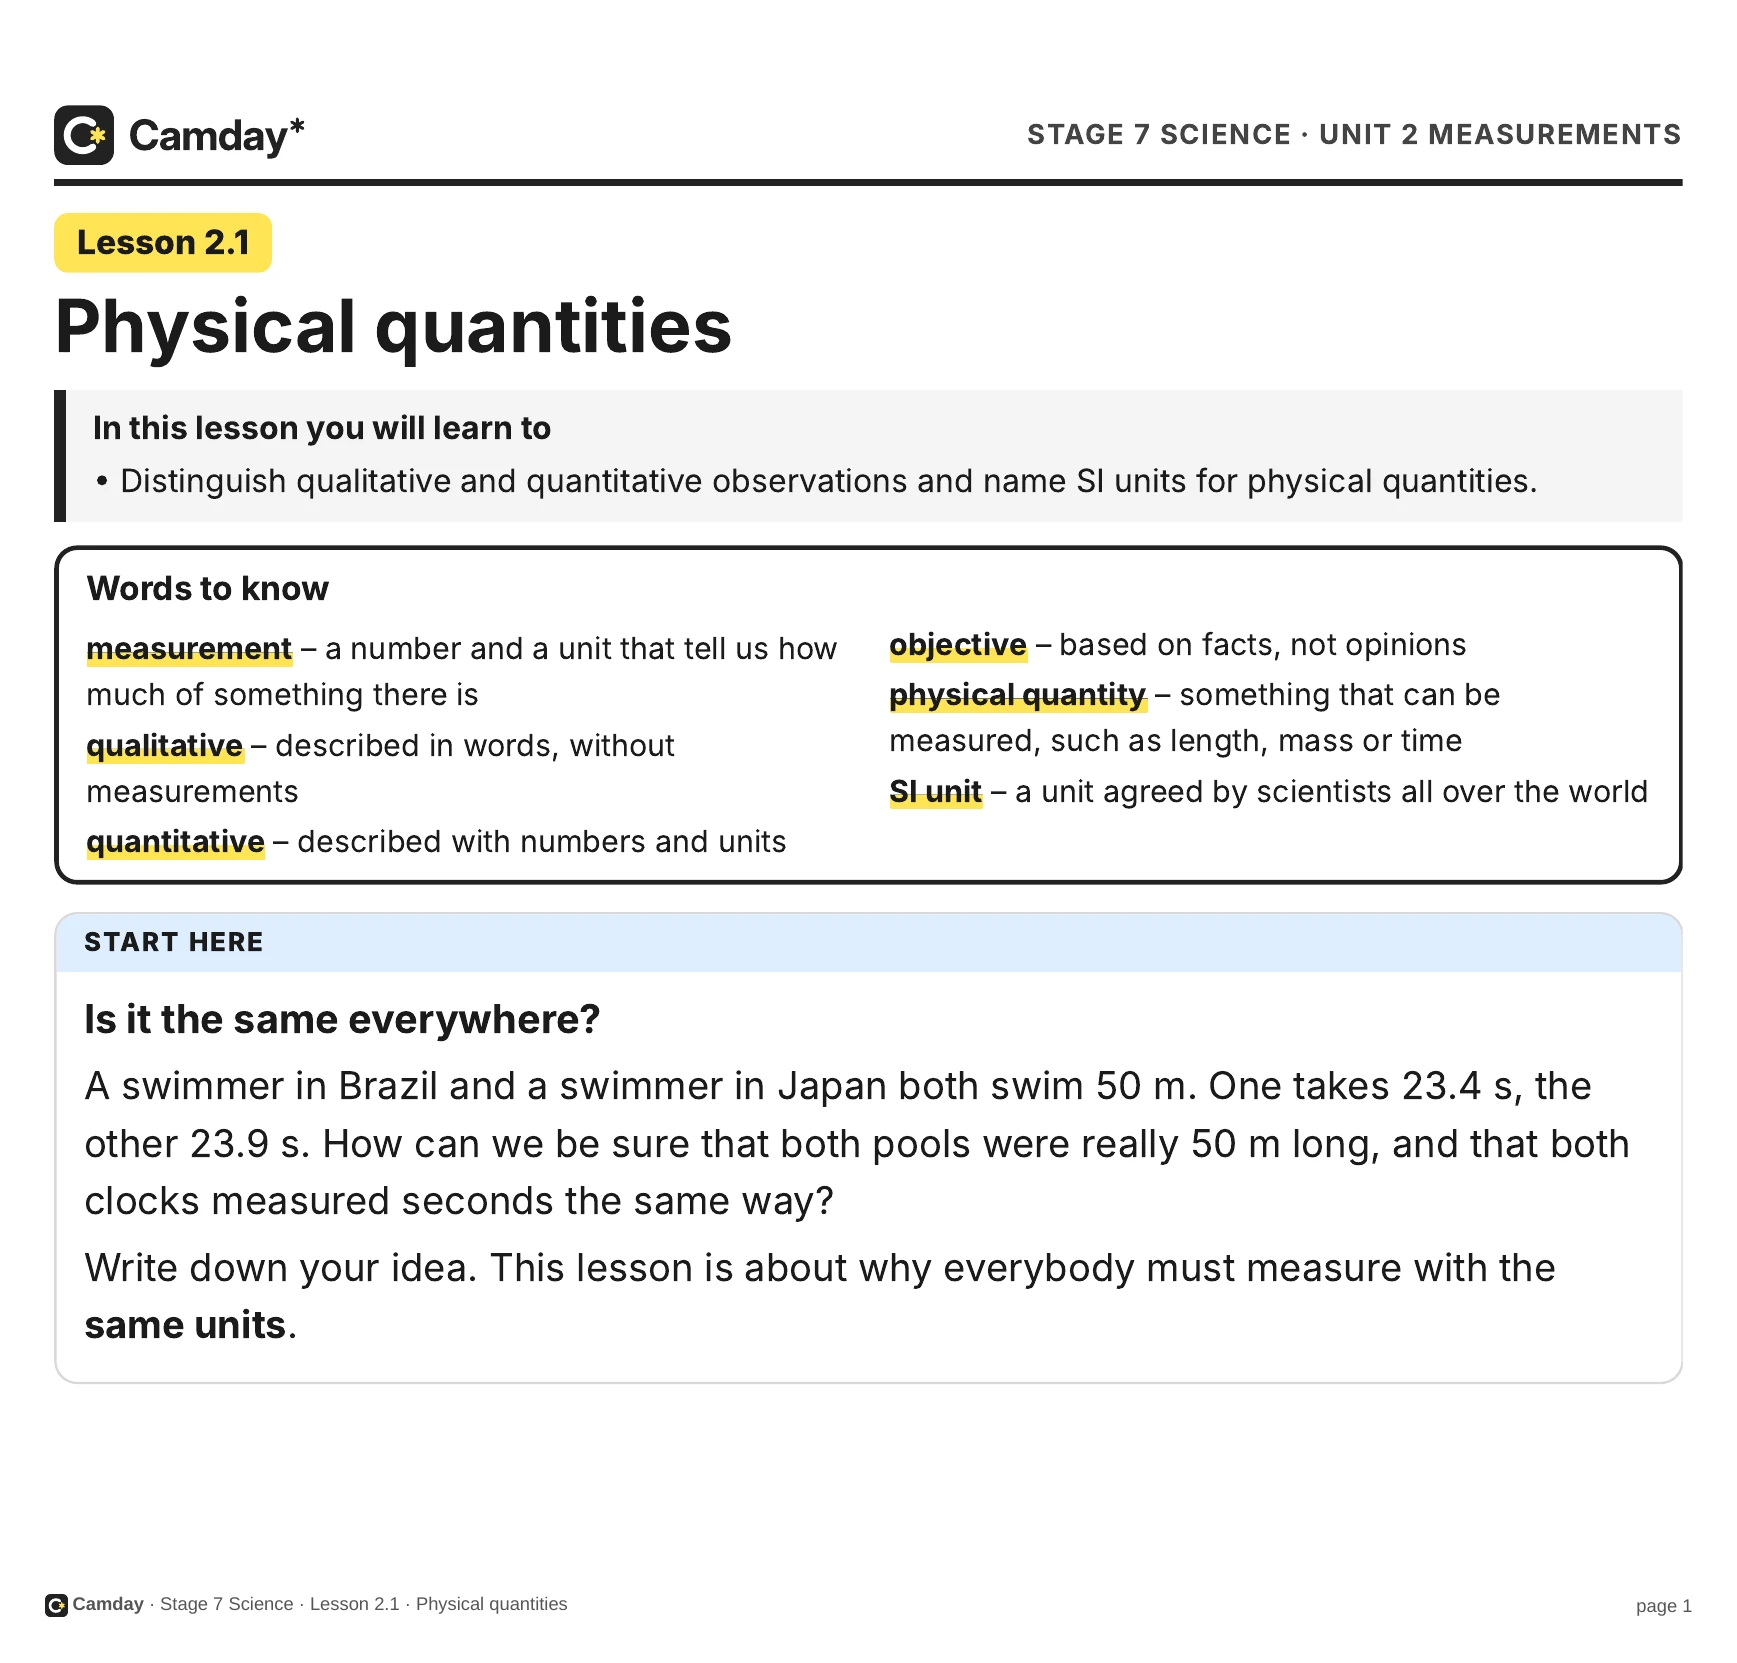 Camday*
STAGE 7 SCIENCE · UNIT 2 MEASUREMENTS
Lesson 2.1
Physical quantities
In this lesson you will learn to
• Distinguish qualitative and quantitative observations and name SI units for physical quantities.
Words to know
measurement – a number and a unit that tell us how
much of something there is
qualitative – described in words, without
measurements
quantitative – described with numbers and units
objective – based on facts, not opinions
physical quantity – something that can be
measured, such as length, mass or time
SI unit – a unit agreed by scientists all over the world
START HERE
Is it the same everywhere?
A swimmer in Brazil and a swimmer in Japan both swim 50 m. One takes 23.4 s, the
other 23.9 s. How can we be sure that both pools were really 50 m long, and that both
clocks measured seconds the same way?
Write down your idea. This lesson is about why everybody must measure with the
same units.
Camday · Stage 7 Science · Lesson 2.1 · Physical quantities
page 1